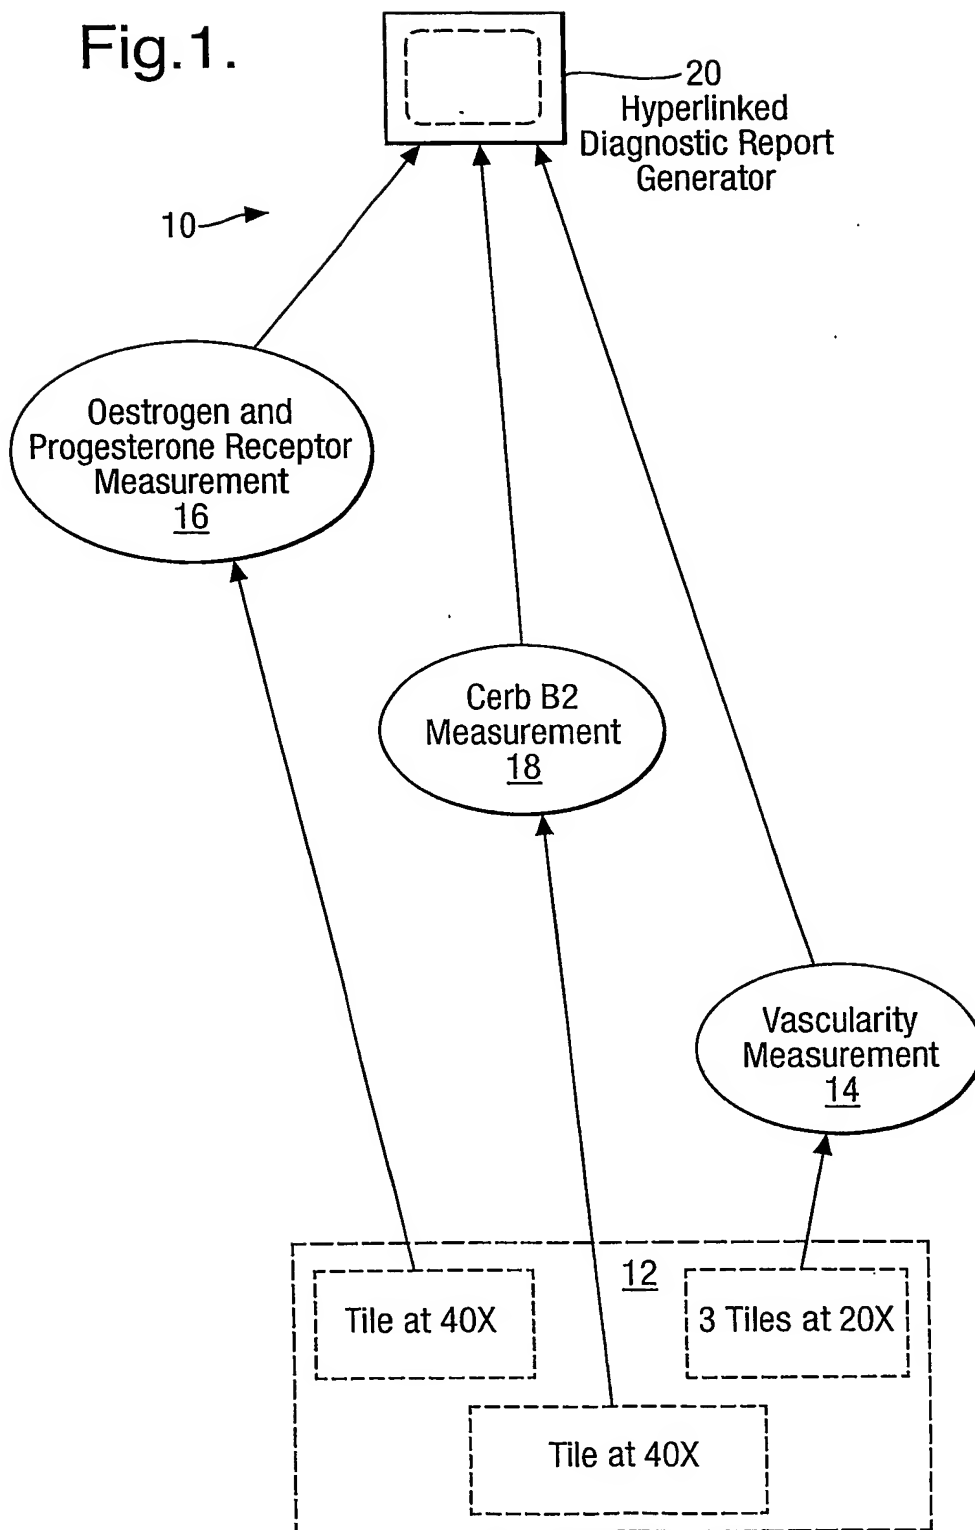 Fig.1.
20
Hyperlinked
Diagnostic Report
Generator
10
Oestrogen and
Progesterone Receptor
Measurement
16
Cerb B2
Measurement
18
Vascularity
Measurement
14
12
Tile at 40X
3 Tiles at 20X
Tile at 40X